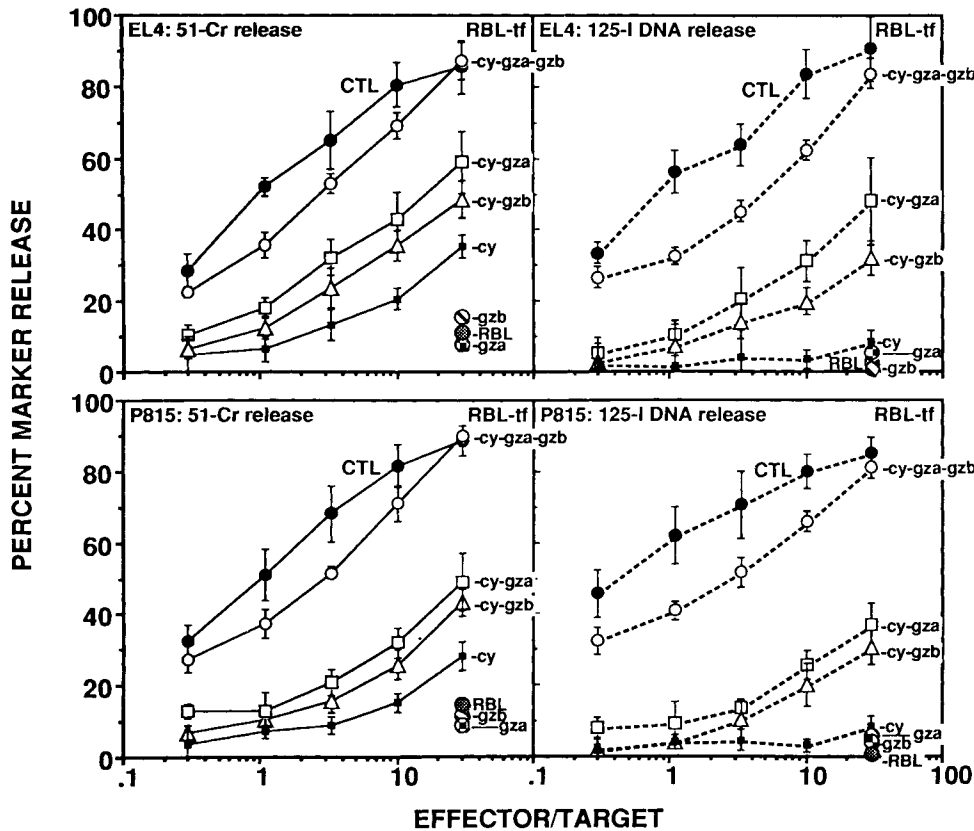 PERCENT MARKER RELEASE
100
80
60
40
20
0
EL4: 51-Cr release RBL-tf
CTL
-cy-gza-gzb
-cy-gza
-cy-gzb
-cy
-gzb
-RBL
-gza
EL4: 125-I DNA release RBL-tf
CTL
-cy-gza-gzb
-cy-gza
-cy-gzb
-cy
gza
RBL
-gzb
100
80
60
40
20
0
P815: 51-Cr release RBL-tf
CTL
-cy-gza-gzb
-cy-gza
-cy-gzb
-cy
RBL
-gzb
gza
P815: 125-I DNA release RBL-tf
CTL
-cy-gza-gzb
-cy-gza
-cy-gzb
-cy
gza
gzb
-RBL
.1 1 10 .1 1 10 100
EFFECTOR/TARGET